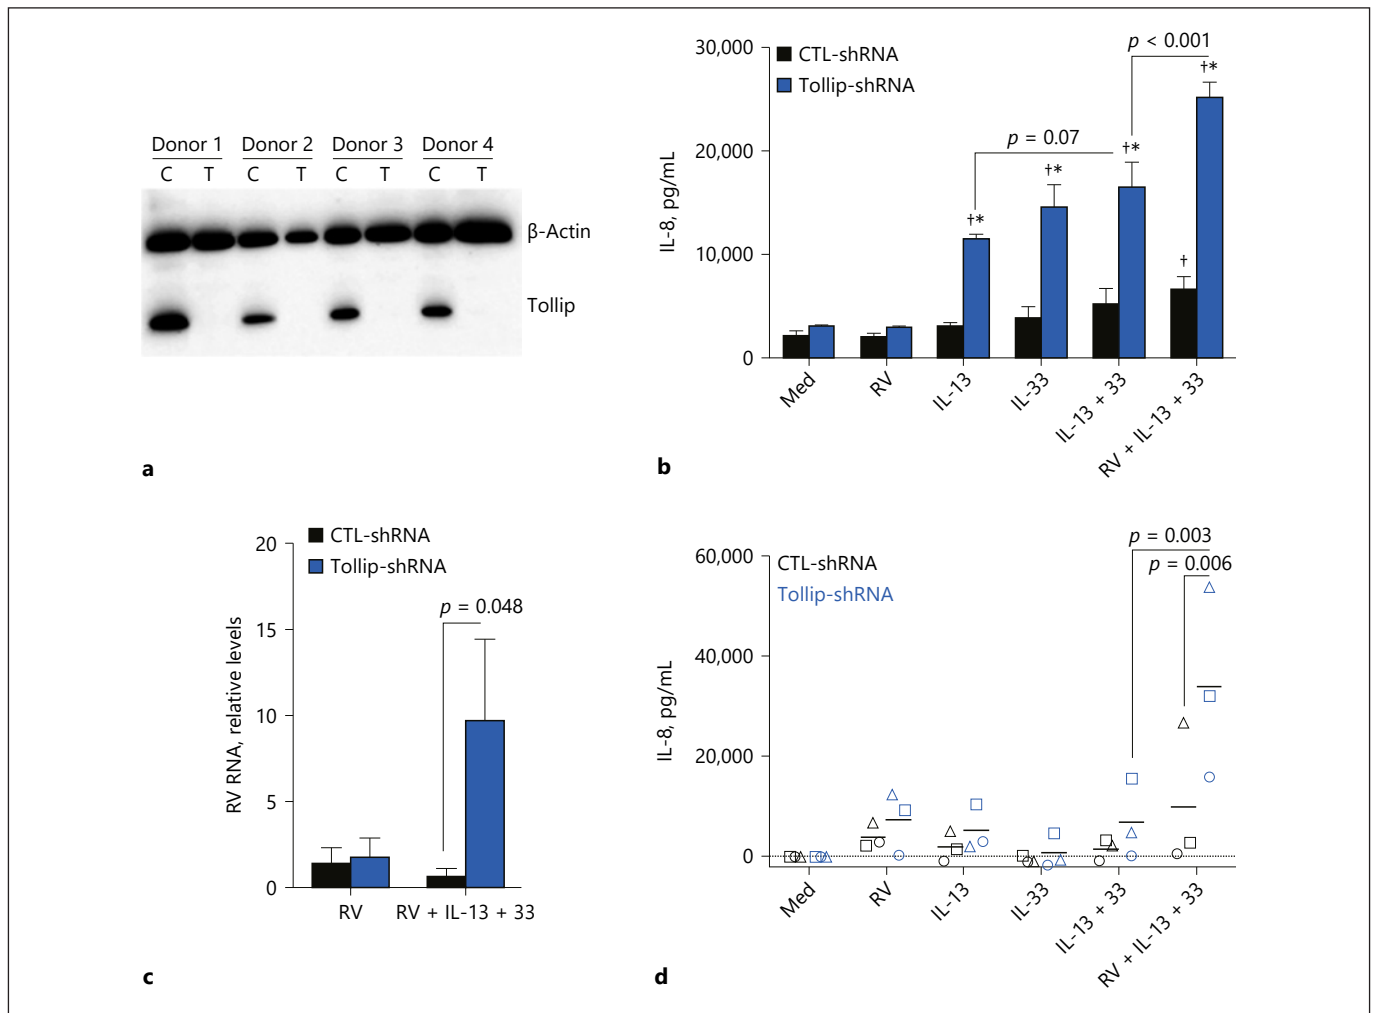 Donor 1 Donor 2 Donor 3 Donor 4
C T C T C T C T
β-Actin
Tollip
a
CTL-shRNA
Tollip-shRNA
p < 0.001
p = 0.07
†* †* †* † †*
IL-8, pg/mL
30,000
20,000
10,000
0
Med
RV
IL-13
IL-33
IL-13 + 33
RV + IL-13 + 33
b
CTL-shRNA
Tollip-shRNA
p = 0.048
RV RNA, relative levels
20
15
10
5
0
RV
RV + IL-13 + 33
c
CTL-shRNA
Tollip-shRNA
p = 0.003
p = 0.006
IL-8, pg/mL
60,000
40,000
20,000
0
Med
RV
IL-13
IL-33
IL-13 + 33
RV + IL-13 + 33
d